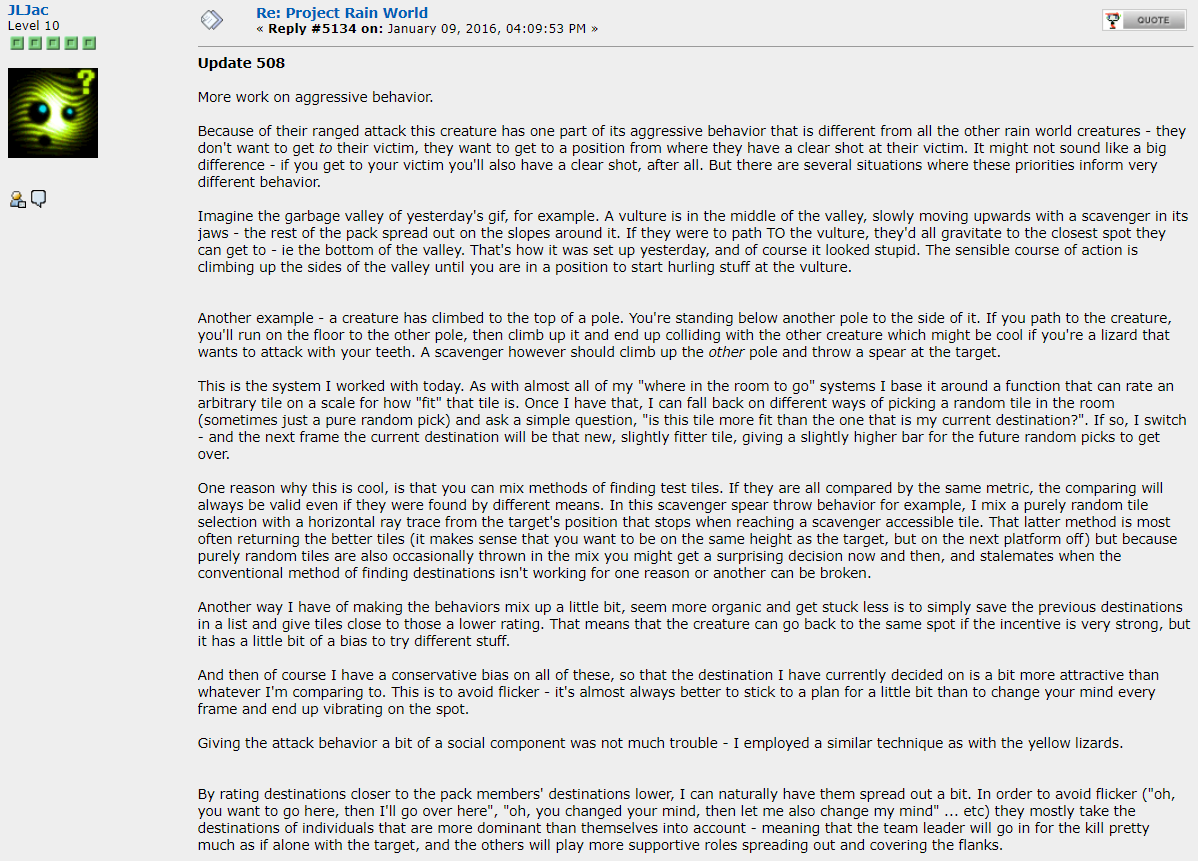 JLJac
Level 10
Re: Project Rain World
« Reply #5134 on: January 09, 2016, 04:09:53 PM »
QUOTE
?
Update 508
More work on aggressive behavior.
Because of their ranged attack this creature has one part of its aggressive behavior that is different from all the other rain world creatures - they
don't want to get to their victim, they want to get to a position from where they have a clear shot at their victim. It might not sound like a big
difference - if you get to your victim you'll also have a clear shot, after all. But there are several situations where these priorities inform very
different behavior.
Imagine the garbage valley of yesterday's gif, for example. A vulture is in the middle of the valley, slowly moving upwards with a scavenger in its
jaws - the rest of the pack spread out on the slopes around it. If they were to path TO the vulture, they'd all gravitate to the closest spot they
can get to - ie the bottom of the valley. That's how it was set up yesterday, and of course it looked stupid. The sensible course of action is
climbing up the sides of the valley until you are in a position to start hurling stuff at the vulture.
Another example - a creature has climbed to the top of a pole. You're standing below another pole to the side of it. If you path to the creature,
you'll run on the floor to the other pole, then climb up it and end up colliding with the other creature which might be cool if you're a lizard that
wants to attack with your teeth. A scavenger however should climb up the other pole and throw a spear at the target.
This is the system I worked with today. As with almost all of my "where in the room to go" systems I base it around a function that can rate an
arbitrary tile on a scale for how "fit" that tile is. Once I have that, I can fall back on different ways of picking a random tile in the room
(sometimes just a pure random pick) and ask a simple question, "is this tile more fit than the one that is my current destination?". If so, I switch
- and the next frame the current destination will be that new, slightly fitter tile, giving a slightly higher bar for the future random picks to get
over.
One reason why this is cool, is that you can mix methods of finding test tiles. If they are all compared by the same metric, the comparing will
always be valid even if they were found by different means. In this scavenger spear throw behavior for example, I mix a purely random tile
selection with a horizontal ray trace from the target's position that stops when reaching a scavenger accessible tile. That latter method is most
often returning the better tiles (it makes sense that you want to be on the same height as the target, but on the next platform off) but because
purely random tiles are also occasionally thrown in the mix you might get a surprising decision now and then, and stalemates when the
conventional method of finding destinations isn't working for one reason or another can be broken.
Another way I have of making the behaviors mix up a little bit, seem more organic and get stuck less is to simply save the previous destinations
in a list and give tiles close to those a lower rating. That means that the creature can go back to the same spot if the incentive is very strong, but
it has a little bit of a bias to try different stuff.
And then of course I have a conservative bias on all of these, so that the destination I have currently decided on is a bit more attractive than
whatever I'm comparing to. This is to avoid flicker - it's almost always better to stick to a plan for a little bit than to change your mind every
frame and end up vibrating on the spot.
Giving the attack behavior a bit of a social component was not much trouble - I employed a similar technique as with the yellow lizards.
By rating destinations closer to the pack members' destinations lower, I can naturally have them spread out a bit. In order to avoid flicker ("oh,
you want to go here, then I'll go over here", "oh, you changed your mind, then let me also change my mind" ... etc) they mostly take the
destinations of individuals that are more dominant than themselves into account - meaning that the team leader will go in for the kill pretty
much as if alone with the target, and the others will play more supportive roles spreading out and covering the flanks.